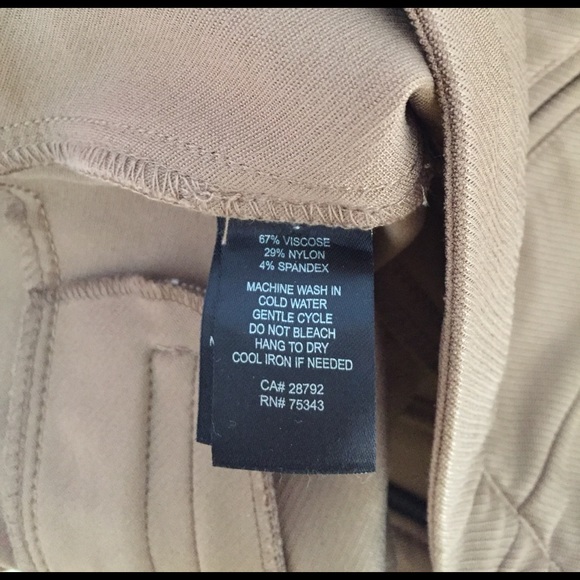 67% VISCOSE
29% NYLON
4% SPANDEX
MACHINE WASH IN
COLD WATER
GENTLE CYCLE
DO NOT BLEACH
HANG TO DRY
COOL IRON IF NEEDED
CA# 28792
RN# 75343